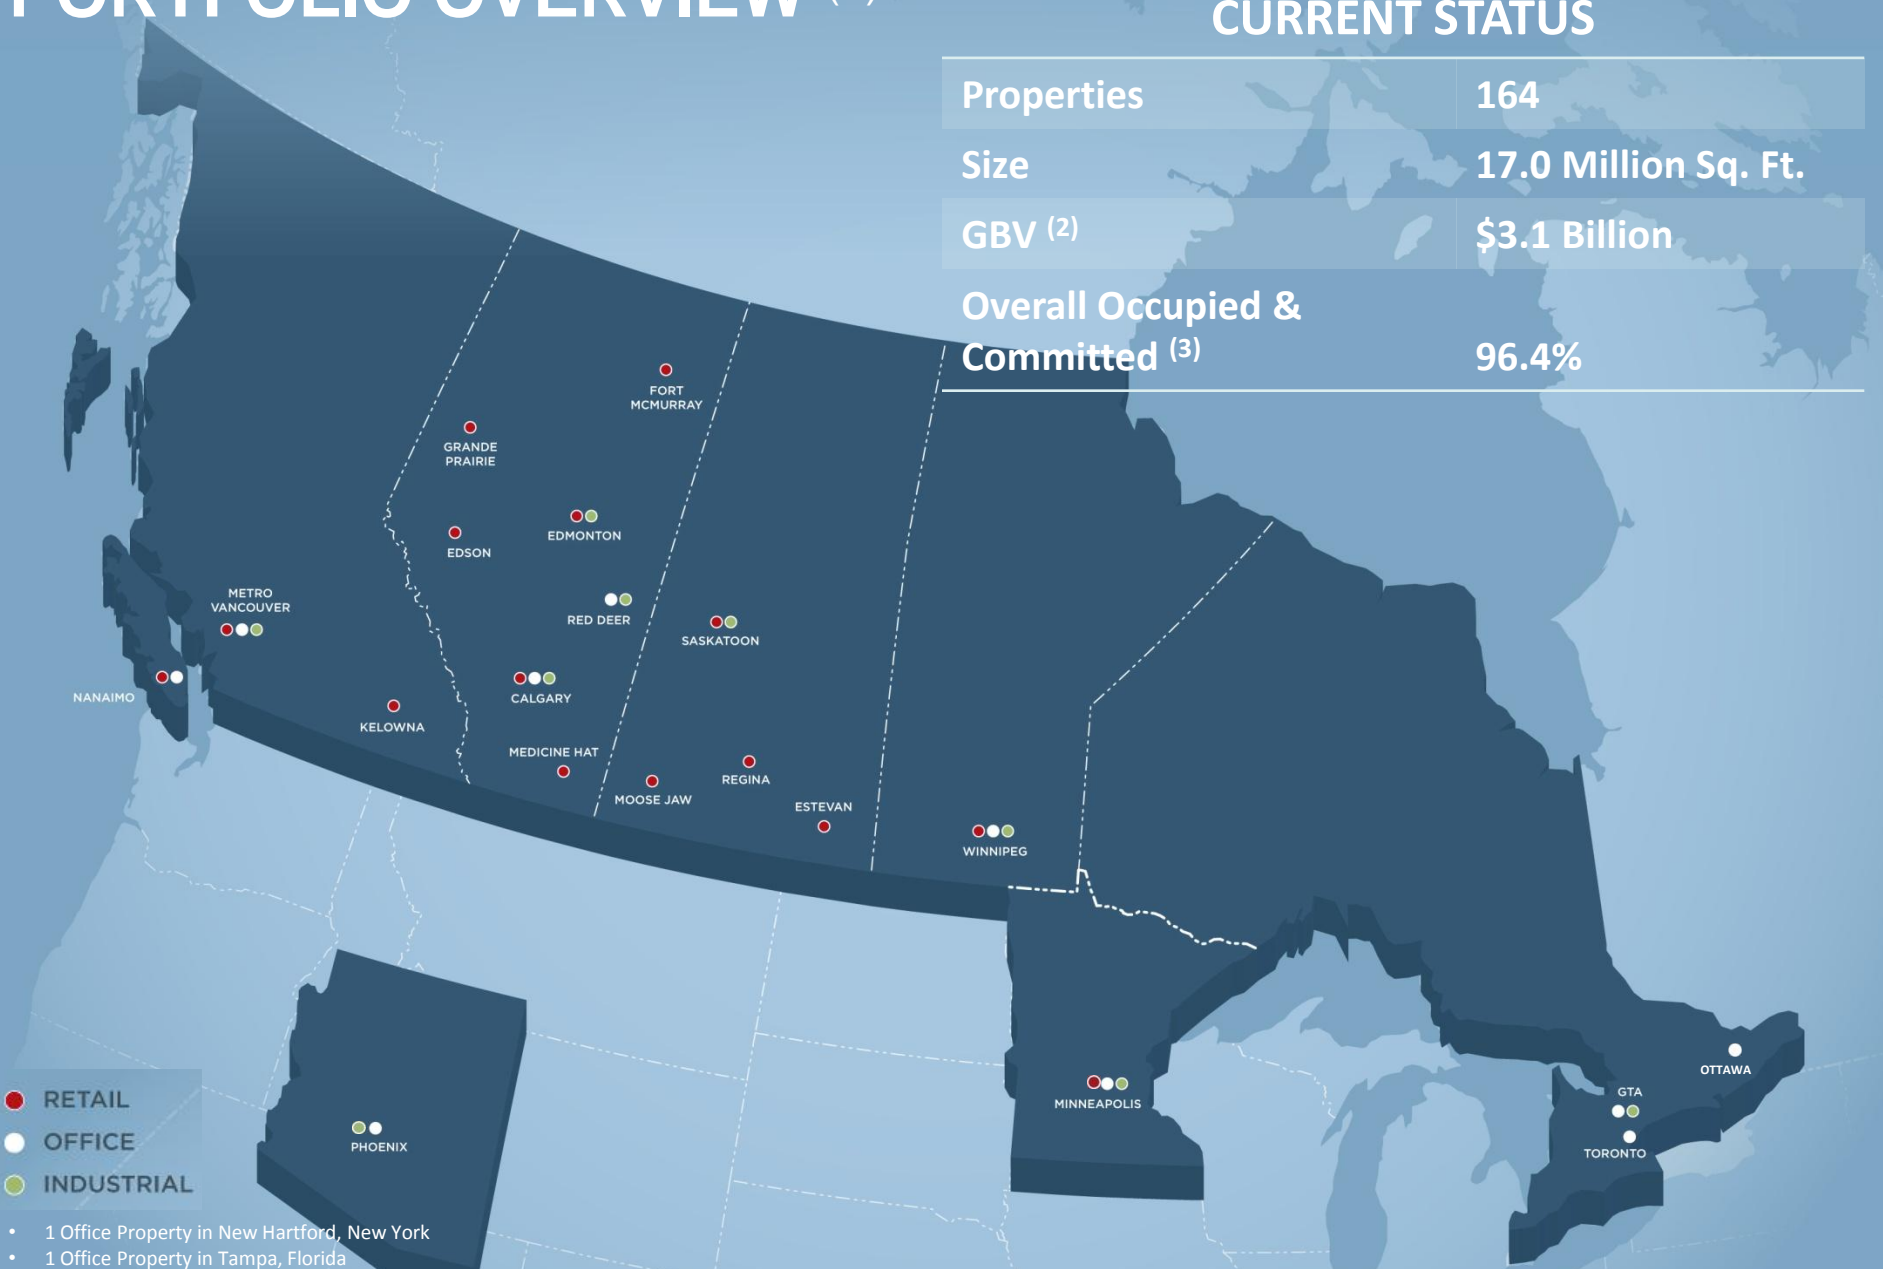 PORTFOLIO OVERVIEW
CURRENT STATUS
Properties 164
Size 17.0 Million Sq. Ft.
GBV (2) $3.1 Billion
Overall Occupied &
Committed (3) 96.4%
FORT
MCMURRAY
GRANDE
PRAIRIE
EDMONTON
EDSON
METRO
VANCOUVER
RED DEER
SASKATOON
NANAIMO
CALGARY
KELOWNA
MEDICINE HAT
REGINA
MOOSE JAW
ESTEVAN
WINNIPEG
OTTAWA
GTA
MINNEAPOLIS
TORONTO
PHOENIX
RETAIL
OFFICE
INDUSTRIAL
• 1 Office Property in New Hartford, New York
• 1 Office Property in Tampa, Florida